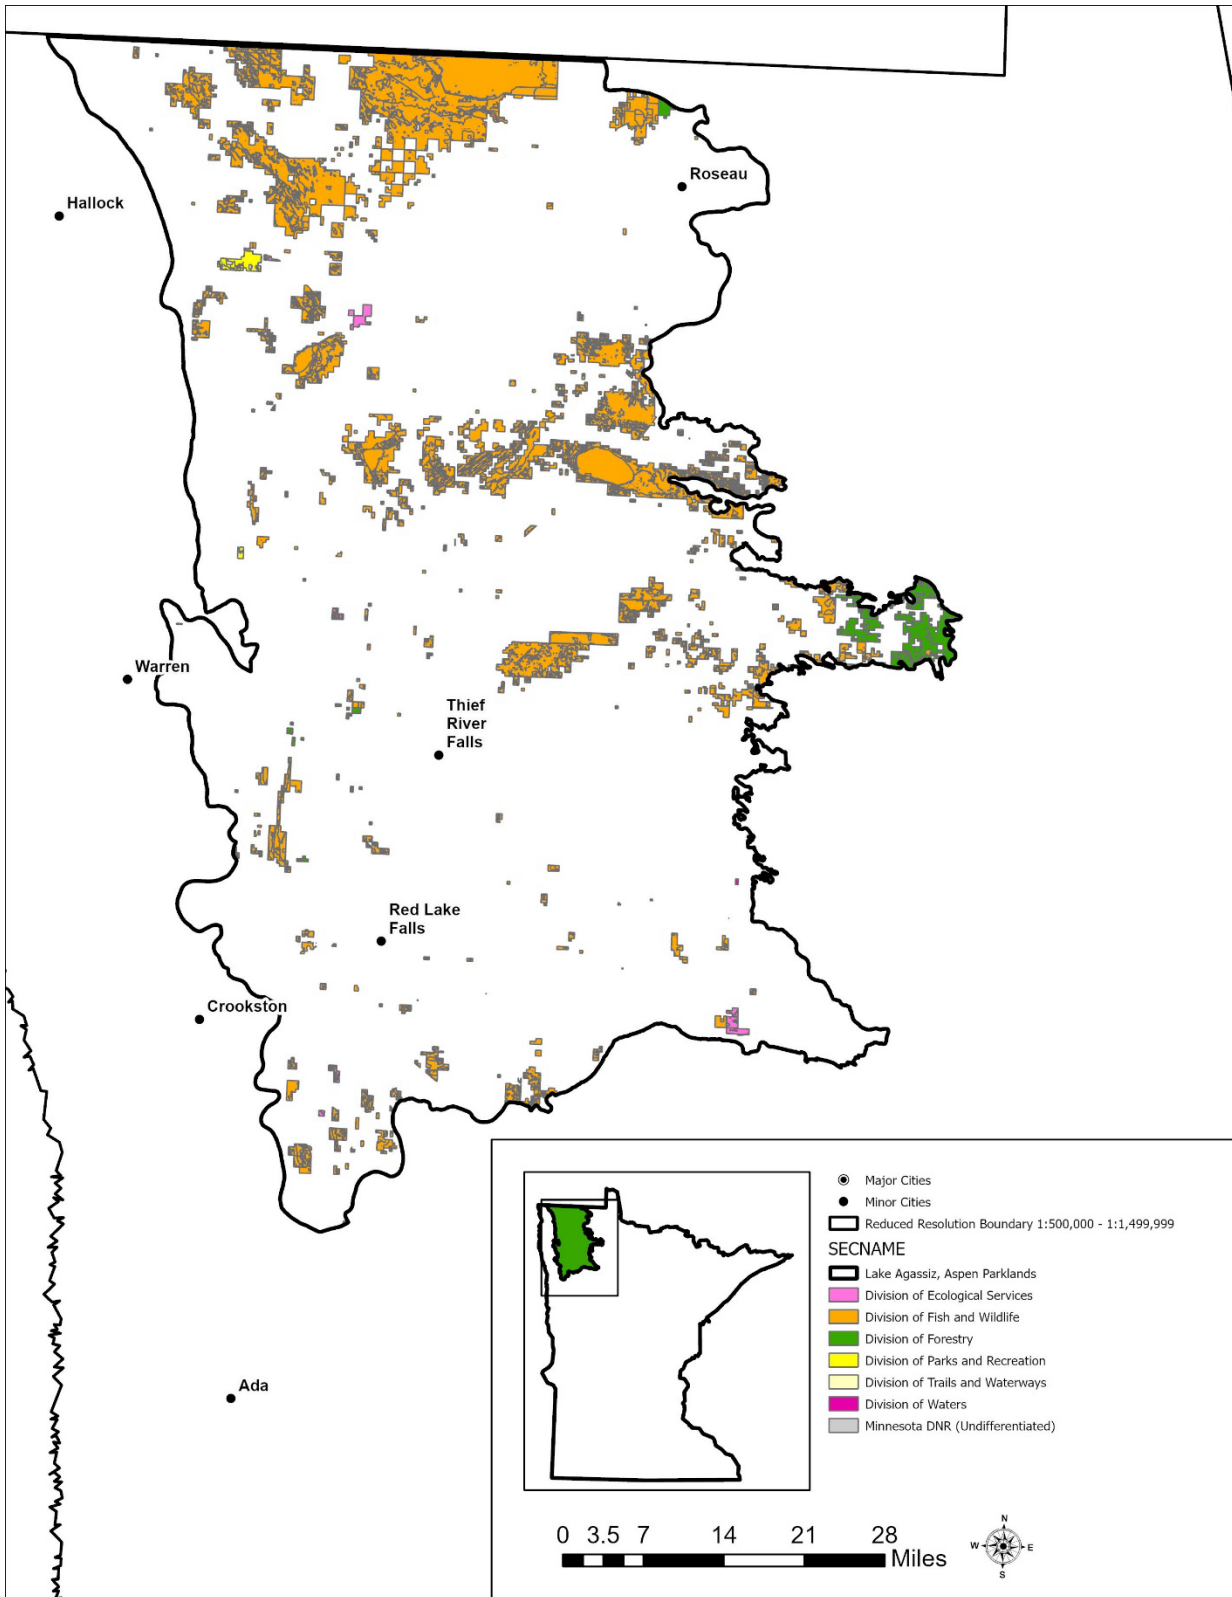 Roseau
Hallock
Warren
Thief
River
Falls
Red Lake
Falls
Crookston
Ada
Major Cities
Minor Cities
Reduced Resolution Boundary 1:500,000 - 1:1,499,999
SECNAME
Lake Agassiz, Aspen Parklands
Division of Ecological Services
Division of Fish and Wildlife
Division of Forestry
Division of Parks and Recreation
Division of Trails and Waterways
Division of Waters
Minnesota DNR (Undifferentiated)
0 3.5 7 14 21 28
Miles
N
W E
S